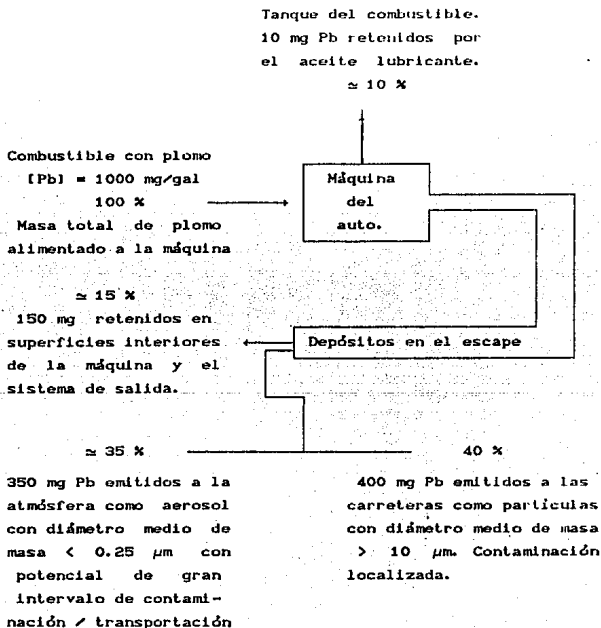 Tanque del combustible.
10 mg Pb retenidos por
el aceite lubricante.
≃ 10 %
Combustible con plomo
[Pb] = 1000 mg/gal
100 %
Masa total de plomo
alimentado a la máquina
Máquina
del
auto.
≃ 15 %
150 mg retenidos en
superficies interiores
de la máquina y el
sistema de salida.
Depósitos en el escape
≃ 35 %
350 mg Pb emitidos a la
atmósfera como aerosol
con diámetro medio de
masa < 0.25 μm con
potencial de gran
intervalo de contami-
nación / transportación
40 %
400 mg Pb emitidos a las
carreteras como partículas
con diámetro medio de masa
> 10 μm. Contaminación
localizada.